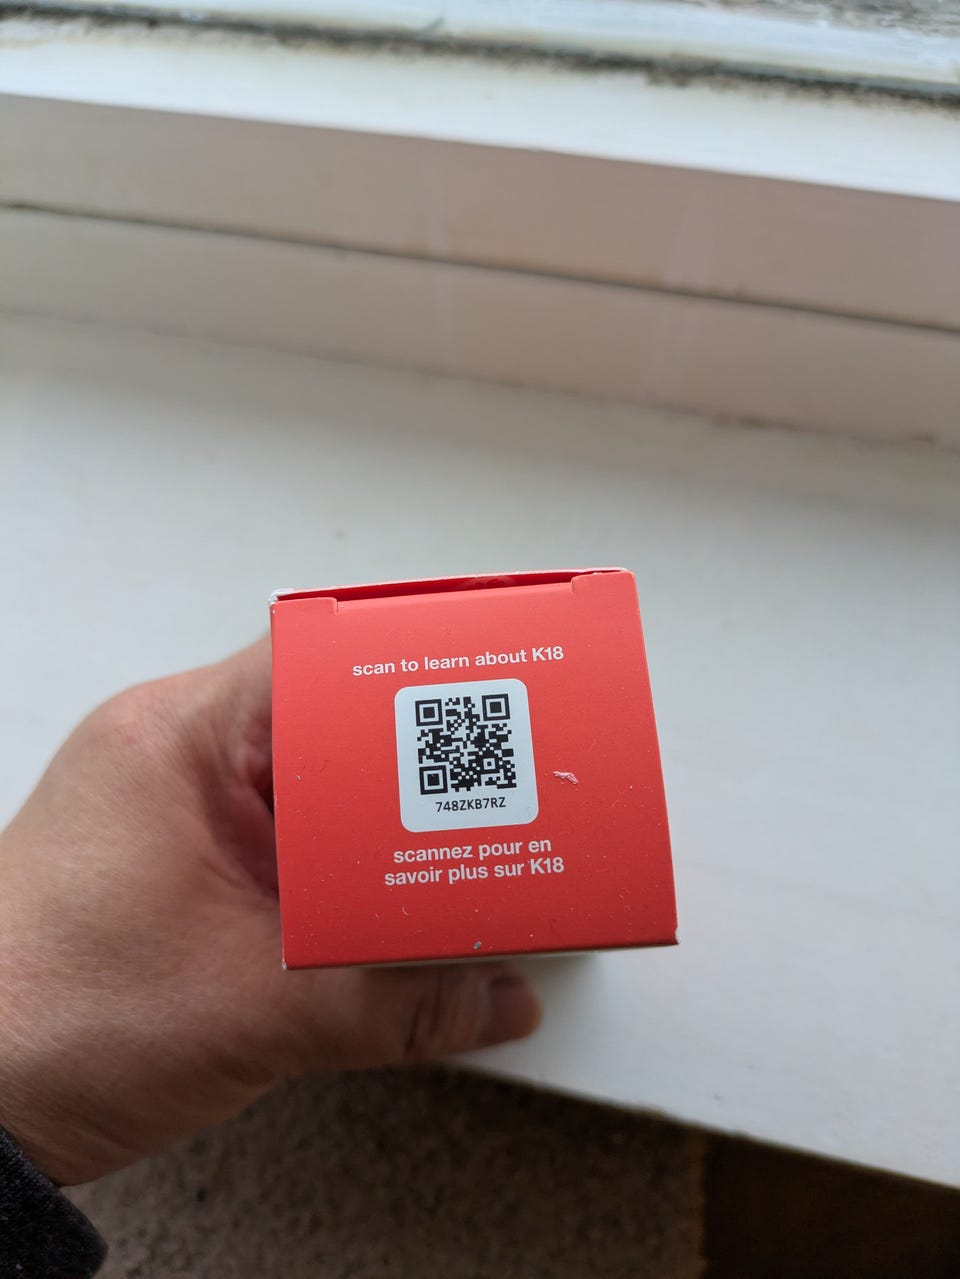 scan to learn about K18
748ZKB7RZ
scannez pour en
savoir plus sur K18